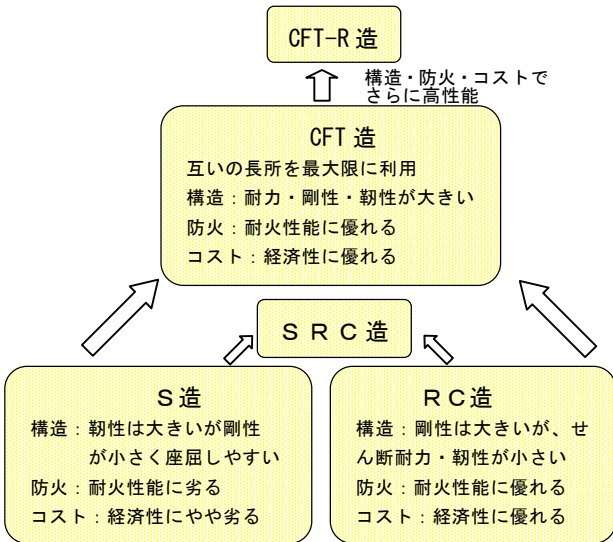 CFT-R 造
構造・防火・コストで
さらに高性能
CFT 造
互いの長所を最大限に利用
構造：耐力・剛性・靭性が大きい
防火：耐火性能に優れる
コスト：経済性に優れる
ＳＲＣ造
Ｓ造
構造：靭性は大きいが剛性
が小さく座屈しやすい
防火：耐火性能に劣る
コスト：経済性にやや劣る
ＲＣ造
構造：剛性は大きいが、せ
ん断耐力・靭性が小さい
防火：耐火性能に優れる
コスト：経済性に優れる